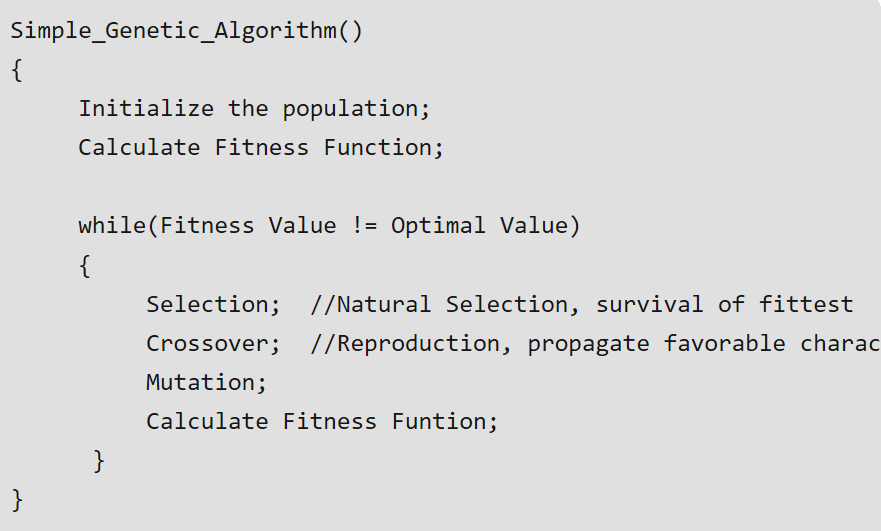 Simple_Genetic_Algorithm()
{
Initialize the population;
Calculate Fitness Function;
while(Fitness Value != Optimal Value)
{
Selection; //Natural Selection, survival of fittest
Crossover; //Reproduction, propagate favorable charac
Mutation;
Calculate Fitness Funtion;
}
}